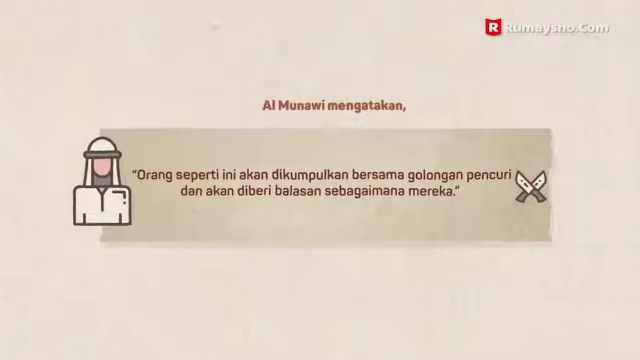 Rumaysho.Com
Al Munawi mengatakan,
“Orang seperti ini akan dikumpulkan bersama golongan pencuri
dan akan diberi balasan sebagaimana mereka.”